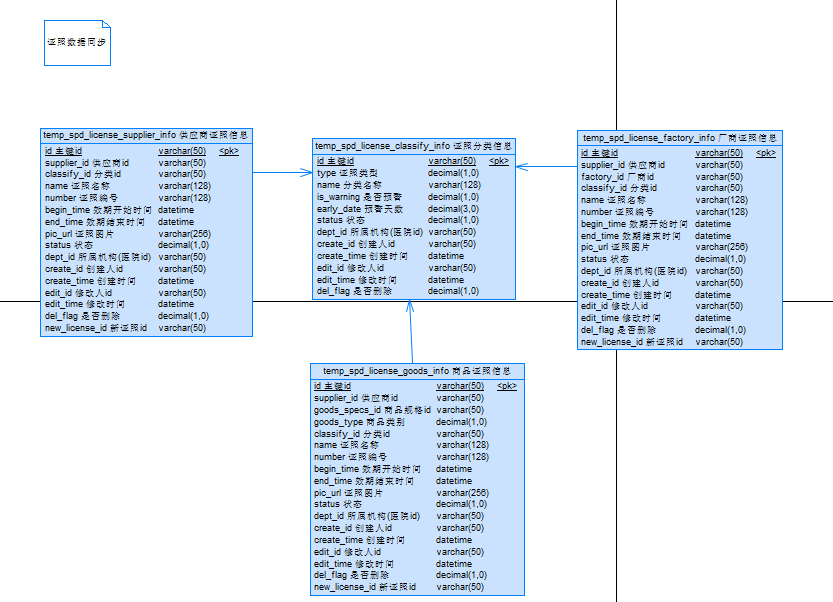 证照数据同步
temp_spd_license_supplier_info 供应商证照信息
id 主键id varchar(50) <pk>
supplier_id 供应商id varchar(50)
classify_id 分类id varchar(50)
name 证照名称 varchar(128)
number 证照编号 varchar(128)
begin_time 效期开始时间 datetime
end_time 效期结束时间 datetime
pic_url 证照图片 varchar(256)
status 状态 decimal(1,0)
dept_id 所属机构(医院id) varchar(50)
create_id 创建人id varchar(50)
create_time 创建时间 datetime
edit_id 修改人id varchar(50)
edit_time 修改时间 datetime
del_flag 是否删除 decimal(1,0)
new_license_id 新证照id varchar(50)
temp_spd_license_classify_info 证照分类信息
id 主键id varchar(50) <pk>
type 证照类型 decimal(1,0)
name 分类名称 varchar(128)
is_warning 是否预警 decimal(1,0)
early_date 预警天数 decimal(3,0)
status 状态 decimal(1,0)
dept_id 所属机构(医院id) varchar(50)
create_id 创建人id varchar(50)
create_time 创建时间 datetime
edit_id 修改人id varchar(50)
edit_time 修改时间 datetime
del_flag 是否删除 decimal(1,0)
temp_spd_license_factory_info 厂商证照信息
id 主键id varchar(50) <pk>
supplier_id 供应商id varchar(50)
factory_id 厂商id varchar(50)
classify_id 分类id varchar(50)
name 证照名称 varchar(128)
number 证照编号 varchar(128)
begin_time 效期开始时间 datetime
end_time 效期结束时间 datetime
pic_url 证照图片 varchar(256)
status 状态 decimal(1,0)
dept_id 所属机构(医院id) varchar(50)
create_id 创建人id varchar(50)
create_time 创建时间 datetime
edit_id 修改人id varchar(50)
edit_time 修改时间 datetime
del_flag 是否删除 decimal(1,0)
new_license_id 新证照id varchar(50)
temp_spd_license_goods_info 商品证照信息
id 主键id varchar(50) <pk>
supplier_id 供应商id varchar(50)
goods_specs_id 商品规格id varchar(50)
goods_type 商品类别 decimal(1,0)
classify_id 分类id varchar(50)
name 证照名称 varchar(128)
number 证照编号 varchar(128)
begin_time 效期开始时间 datetime
end_time 效期结束时间 datetime
pic_url 证照图片 varchar(256)
status 状态 decimal(1,0)
dept_id 所属机构(医院id) varchar(50)
create_id 创建人id varchar(50)
create_time 创建时间 datetime
edit_id 修改人id varchar(50)
edit_time 修改时间 datetime
del_flag 是否删除 decimal(1,0)
new_license_id 新证照id varchar(50)